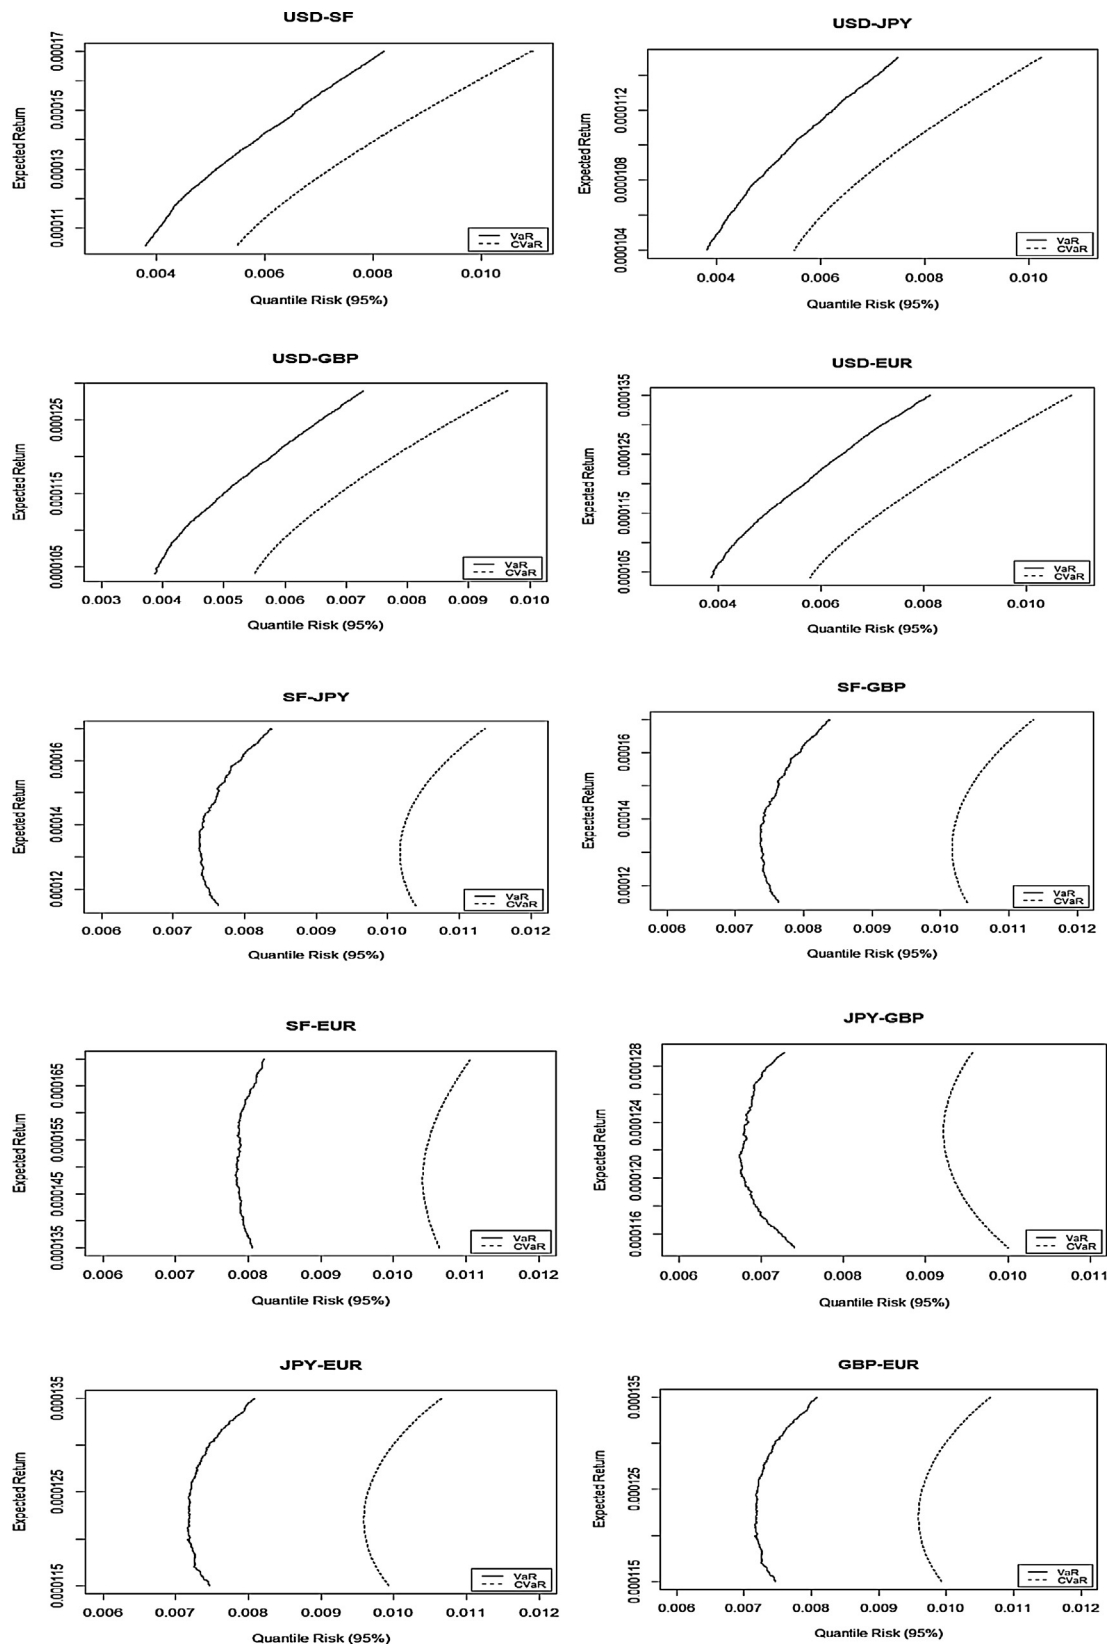 USD-SF
Expected Return
0.00011 0.00013 0.00015 0.00017
VaR
CVaR
0.004 0.006 0.008 0.010
Quantile Risk (95%)
USD-JPY
Expected Return
0.000104 0.000108 0.000112
VaR
CVaR
0.004 0.006 0.008 0.010
Quantile Risk (95%)
USD-GBP
Expected Return
0.000105 0.000115 0.000125
VaR
CVaR
0.003 0.004 0.005 0.006 0.007 0.008 0.009 0.010
Quantile Risk (95%)
USD-EUR
Expected Return
0.000105 0.000115 0.000125 0.000135
VaR
CVaR
0.004 0.006 0.008 0.010
Quantile Risk (95%)
SF-JPY
Expected Return
0.00012 0.00014 0.00016
VaR
CVaR
0.006 0.007 0.008 0.009 0.010 0.011 0.012
Quantile Risk (95%)
SF-GBP
Expected Return
0.00012 0.00014 0.00016
VaR
CVaR
0.006 0.007 0.008 0.009 0.010 0.011 0.012
Quantile Risk (95%)
SF-EUR
Expected Return
0.000135 0.000145 0.000155 0.000165
VaR
CVaR
0.006 0.007 0.008 0.009 0.010 0.011 0.012
Quantile Risk (95%)
JPY-GBP
Expected Return
0.000116 0.000120 0.000124 0.000128
VaR
CVaR
0.006 0.007 0.008 0.009 0.010 0.011
Quantile Risk (95%)
JPY-EUR
Expected Return
0.000115 0.000125 0.000135
VaR
CVaR
0.006 0.007 0.008 0.009 0.010 0.011 0.012
Quantile Risk (95%)
GBP-EUR
Expected Return
0.000115 0.000125 0.000135
VaR
CVaR
0.006 0.007 0.008 0.009 0.010 0.011 0.012
Quantile Risk (95%)